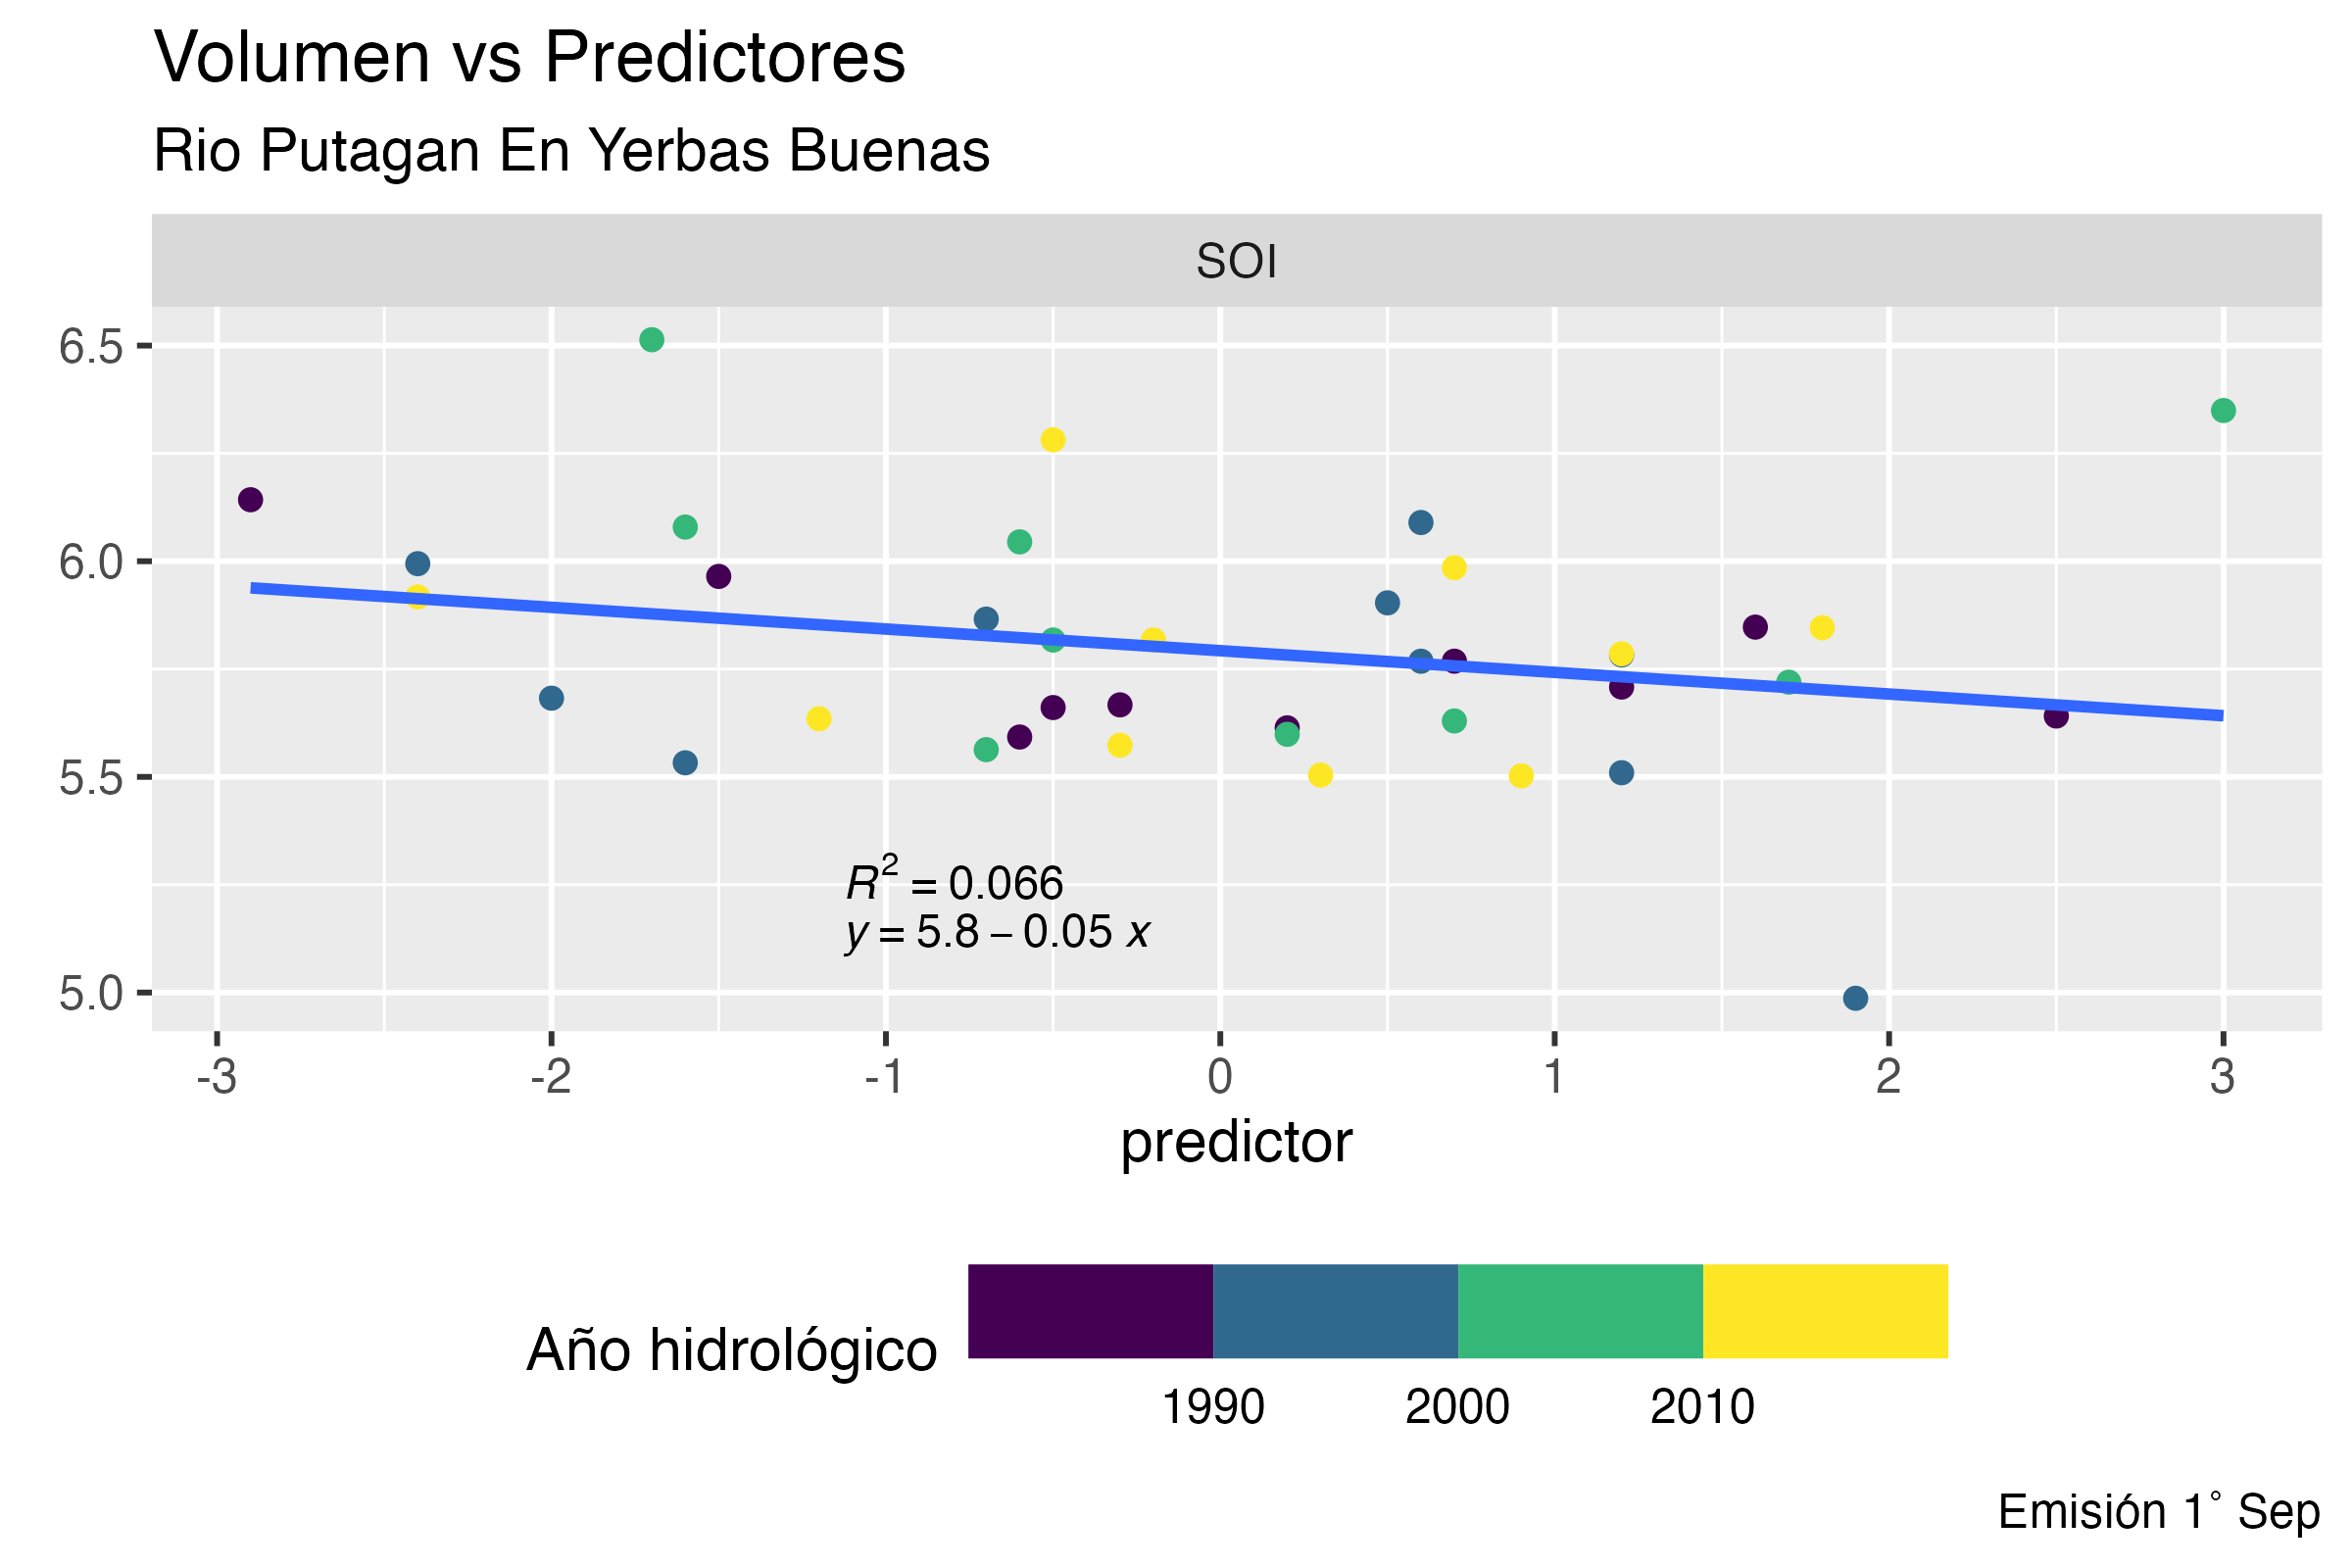 Volumen vs Predictores
Rio Putagan En Yerbas Buenas
SOI
6.5
6.0
5.5
5.0
R² = 0.066
y = 5.8 – 0.05 x
-3 -2 -1 0 1 2 3
predictor
Año hidrológico
1990 2000 2010
Emisión 1° Sep